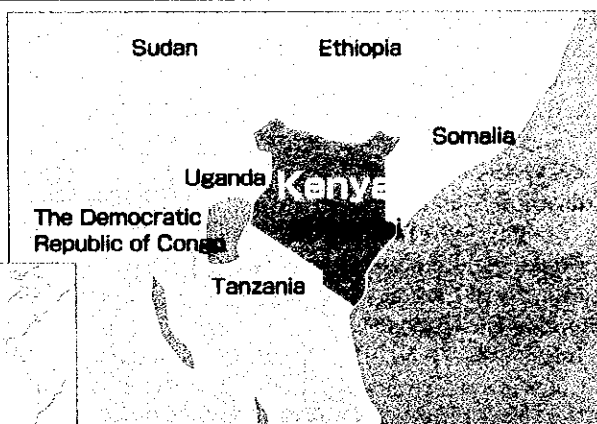 Sudan
Ethiopia
Somalia
Uganda
Kenya
The Democratic
Republic of Congo
Tanzania